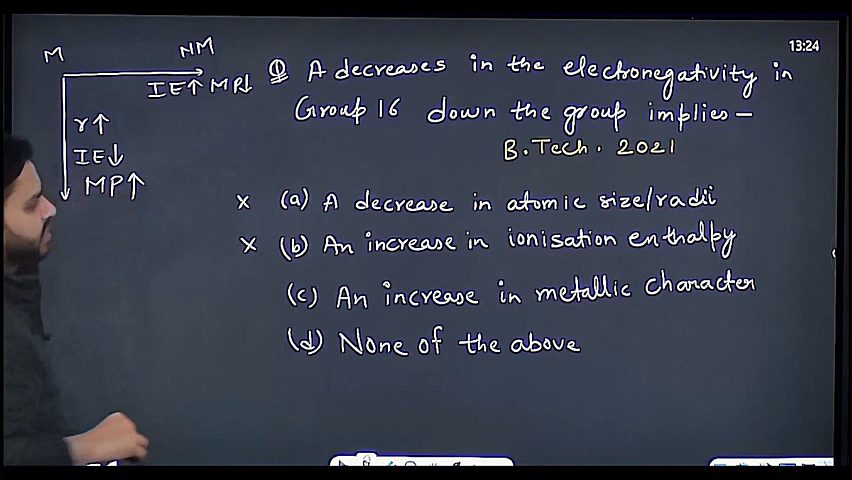 13:24
M NM
IE↑ MP↓
r↑
IE↓
MP↑
Q A decreases in the electronegativity in
Group 16 down the group implies—
B.Tech. 2021
x (a) A decrease in atomic size/radii
x (b) An increase in ionisation enthalpy
(c) An increase in metallic character
(d) None of the above